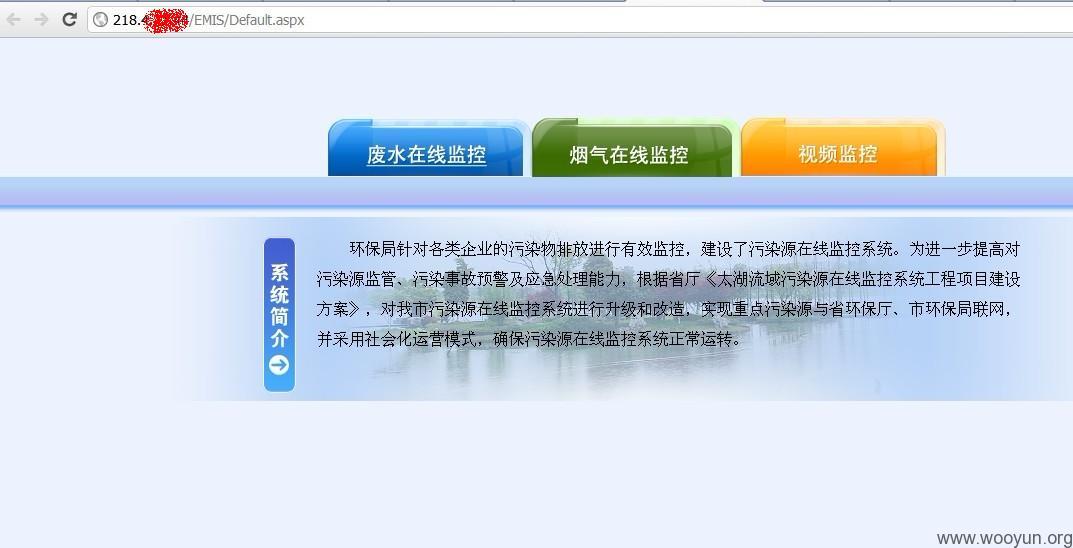 218.4 /EMIS/Default.aspx
废水在线监控 烟气在线监控 视频监控
系统简介
环保局针对各类企业的污染物排放进行有效监控，建设了污染源在线监控系统。为进一步提高对
污染源监管、污染事故预警及应急处理能力，根据省厅《太湖流域污染源在线监控系统工程项目建设
方案》，对我市污染源在线监控系统进行升级和改造，实现重点污染源与省环保厅、市环保局联网，
并采用社会化运营模式，确保污染源在线监控系统正常运转。
www.wooyun.org